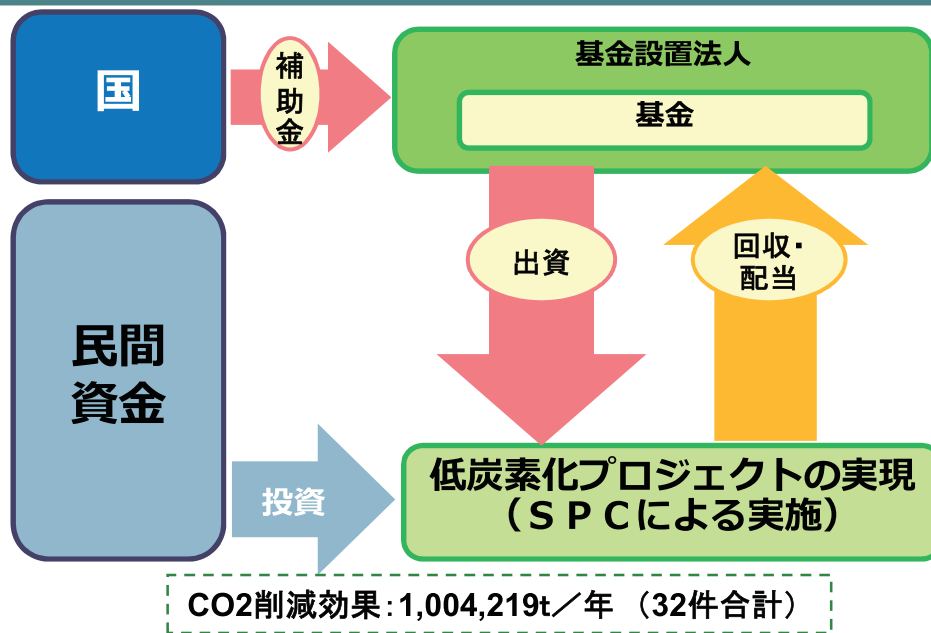 国
補
助
金
基金設置法人
基金
出資
回収・
配当
民間
資金
投資
低炭素化プロジェクトの実現
（ＳＰＣによる実施）
CO2削減効果：1,004,219t／年 （32件合計）